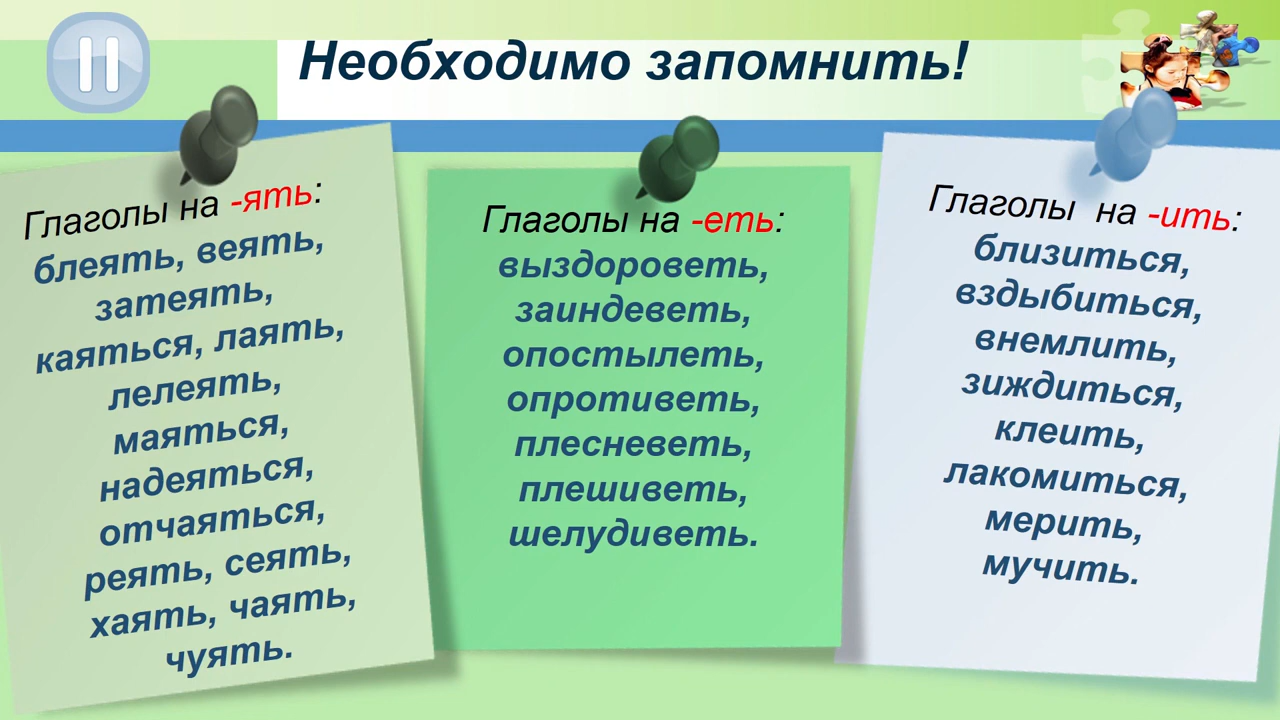 Необходимо запомнить!
Глаголы на -ять:
блеять, веять,
затеять,
каяться, лаять,
лелеять,
маяться,
надеяться,
отчаяться,
реять, сеять,
хаять, чаять,
чуять.
Глаголы на -еть:
выздороветь,
заиндеветь,
опостылеть,
опротиветь,
плесневеть,
плешиветь,
шелудиветь.
Глаголы на -ить:
близиться,
вздыбиться,
внемлить,
зиждиться,
клеить,
лакомиться,
мерить,
мучить.